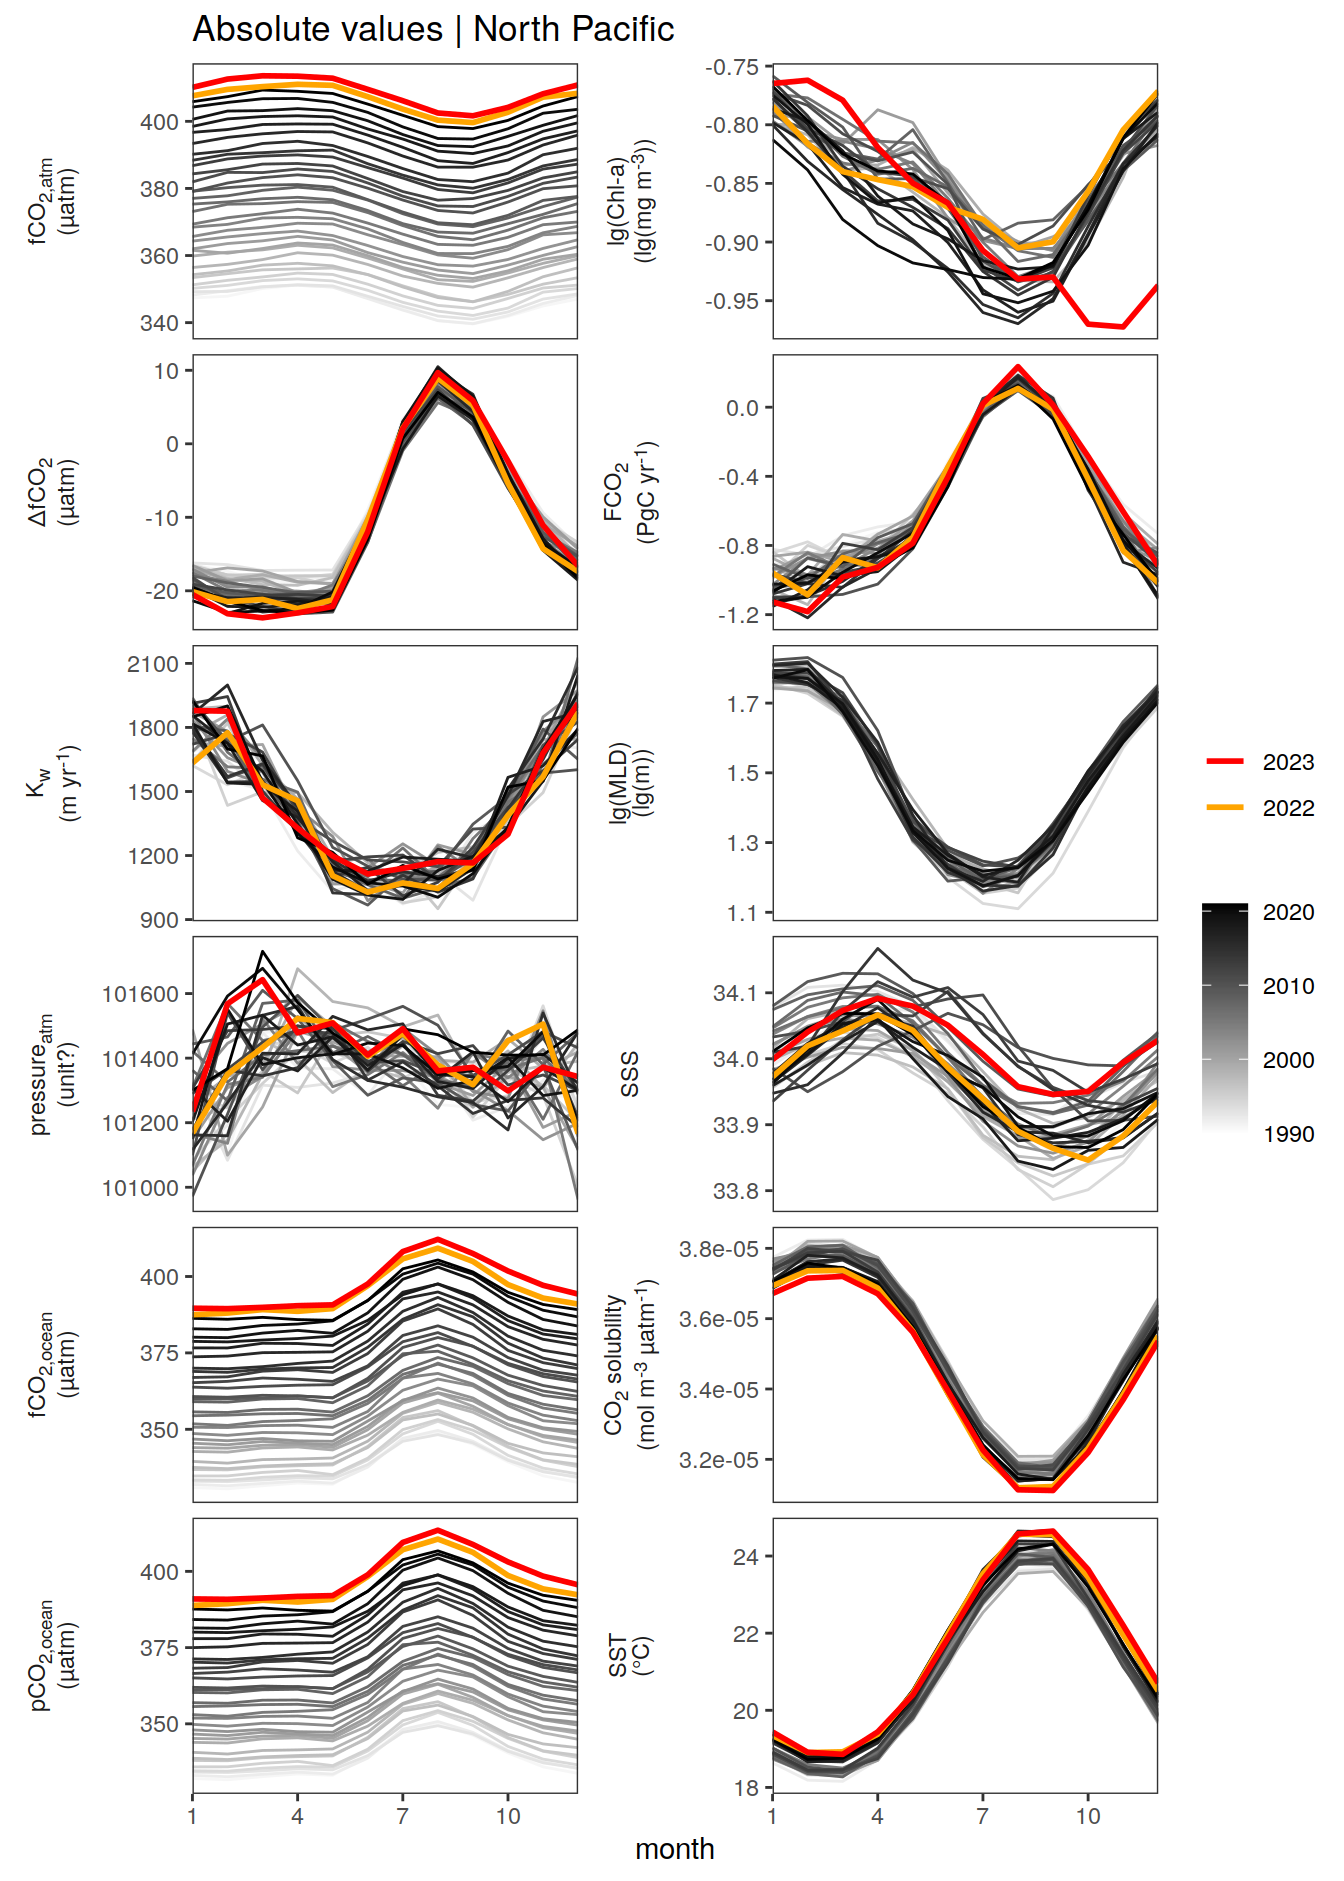 Absolute values | North Pacific
fCO2,atm
(µatm)
400
380
360
340
lg(Chl-a)
(lg(mg m-3))
-0.75
-0.80
-0.85
-0.90
-0.95
ΔfCO2
(µatm)
10
0
-10
-20
FCO2
(PgC yr-1)
0.0
-0.4
-0.8
-1.2
Kw
(m yr-1)
2100
1800
1500
1200
900
lg(MLD)
(lg(m))
1.7
1.5
1.3
1.1
pressureatm
(unit?)
101600
101400
101200
101000
SSS
34.1
34.0
33.9
33.8
fCO2,ocean
(µatm)
400
375
350
CO2 solubility
(mol m-3 µatm-1)
3.8e-05
3.6e-05
3.4e-05
3.2e-05
pCO2,ocean
(µatm)
400
375
350
SST
(°C)
24
22
20
18
1 4 7 10
1 4 7 10
month
2023
2022
2020
2010
2000
1990